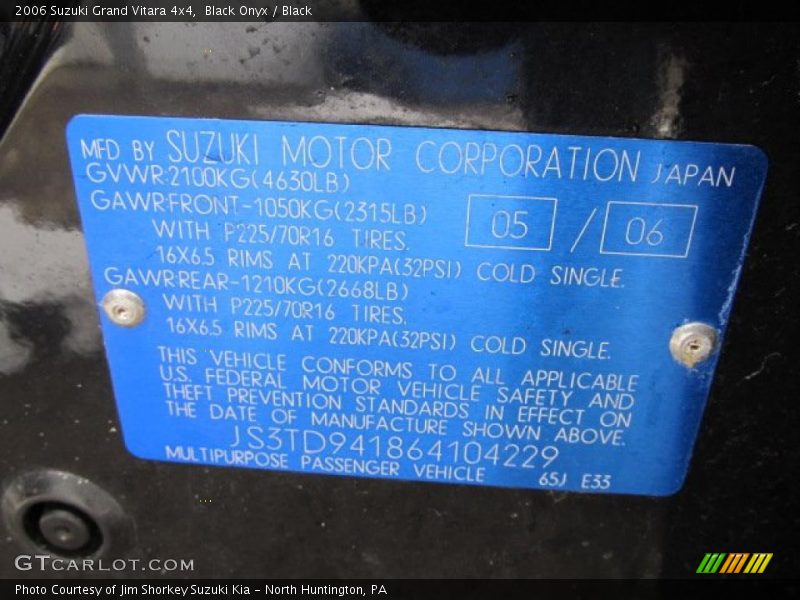 2006 Suzuki Grand Vitara 4x4, Black Onyx / Black
MFD BY SUZUKI MOTOR CORPORATION JAPAN
GVWR:2100KG(4630LB)
GAWR:FRONT-1050KG(2315LB)
05 / 06
WITH P225/70R16 TIRES.
16X6.5 RIMS AT 220KPA(32PSI) COLD SINGLE.
GAWR:REAR-1210KG(2668LB)
WITH P225/70R16 TIRES.
16X6.5 RIMS AT 220KPA(32PSI) COLD SINGLE.
THIS VEHICLE CONFORMS TO ALL APPLICABLE
U.S. FEDERAL MOTOR VEHICLE SAFETY AND
THEFT PREVENTION STANDARDS IN EFFECT ON
THE DATE OF MANUFACTURE SHOWN ABOVE.
JS3TD941864104229
MULTIPURPOSE PASSENGER VEHICLE 65J E33
GTCARLOT.COM
Photo Courtesy of Jim Shorkey Suzuki Kia - North Huntington, PA